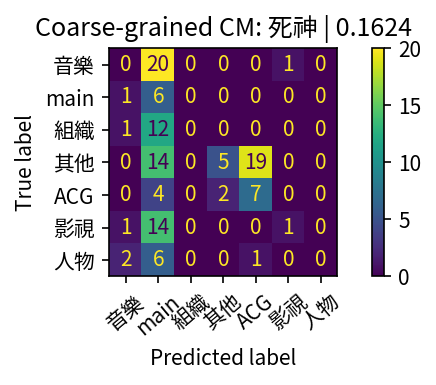 Coarse-grained CM: 死神 | 0.1624
True label
音樂 0 20 0 0 0 1 0
main 1 6 0 0 0 0 0
組織 1 12 0 0 0 0 0
其他 0 14 0 5 19 0 0
ACG 0 4 0 2 7 0 0
影視 1 14 0 0 0 1 0
人物 2 6 0 0 1 0 0
音樂 main 組織 其他 ACG 影視 人物
Predicted label
20
15
10
5
0